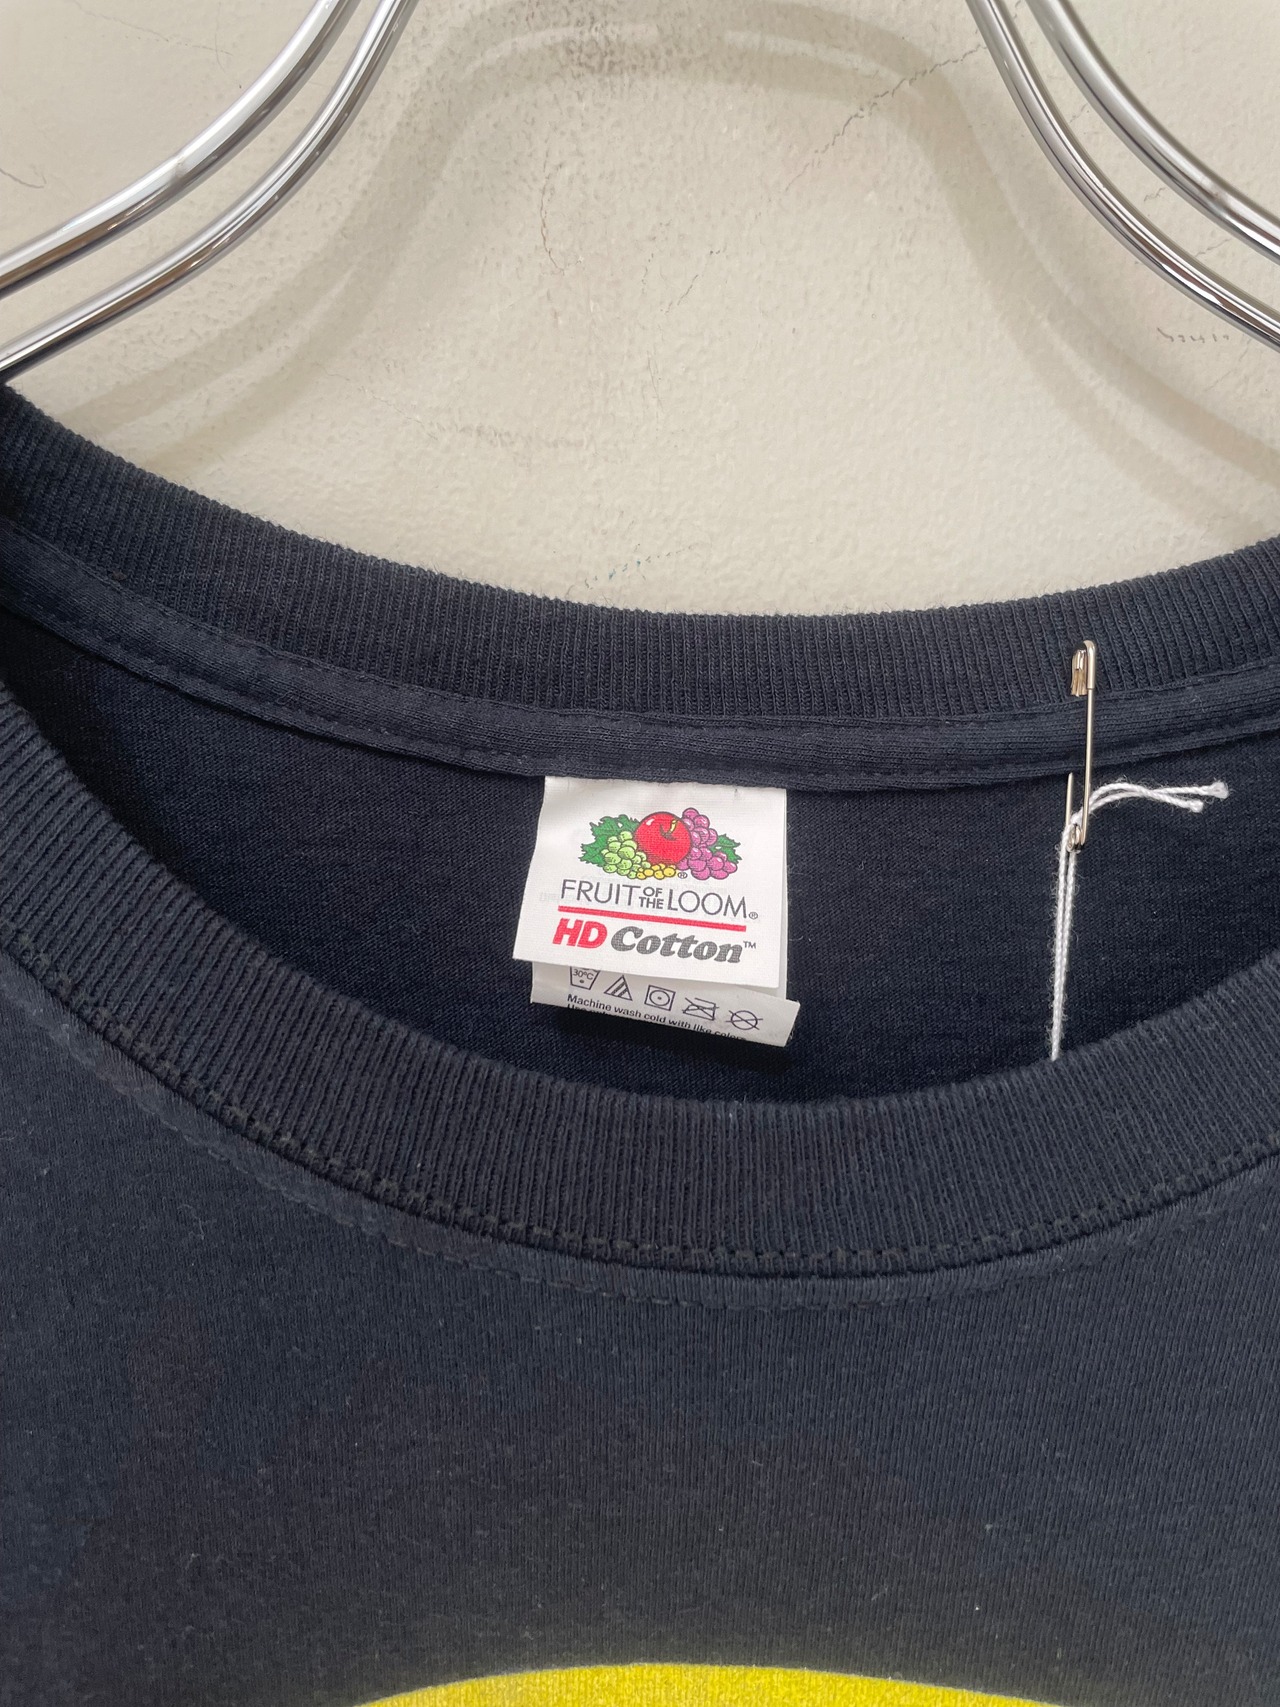 FRUIT OF THE LOOM®
HD Cotton™
30°C
Machine wash cold with like colors